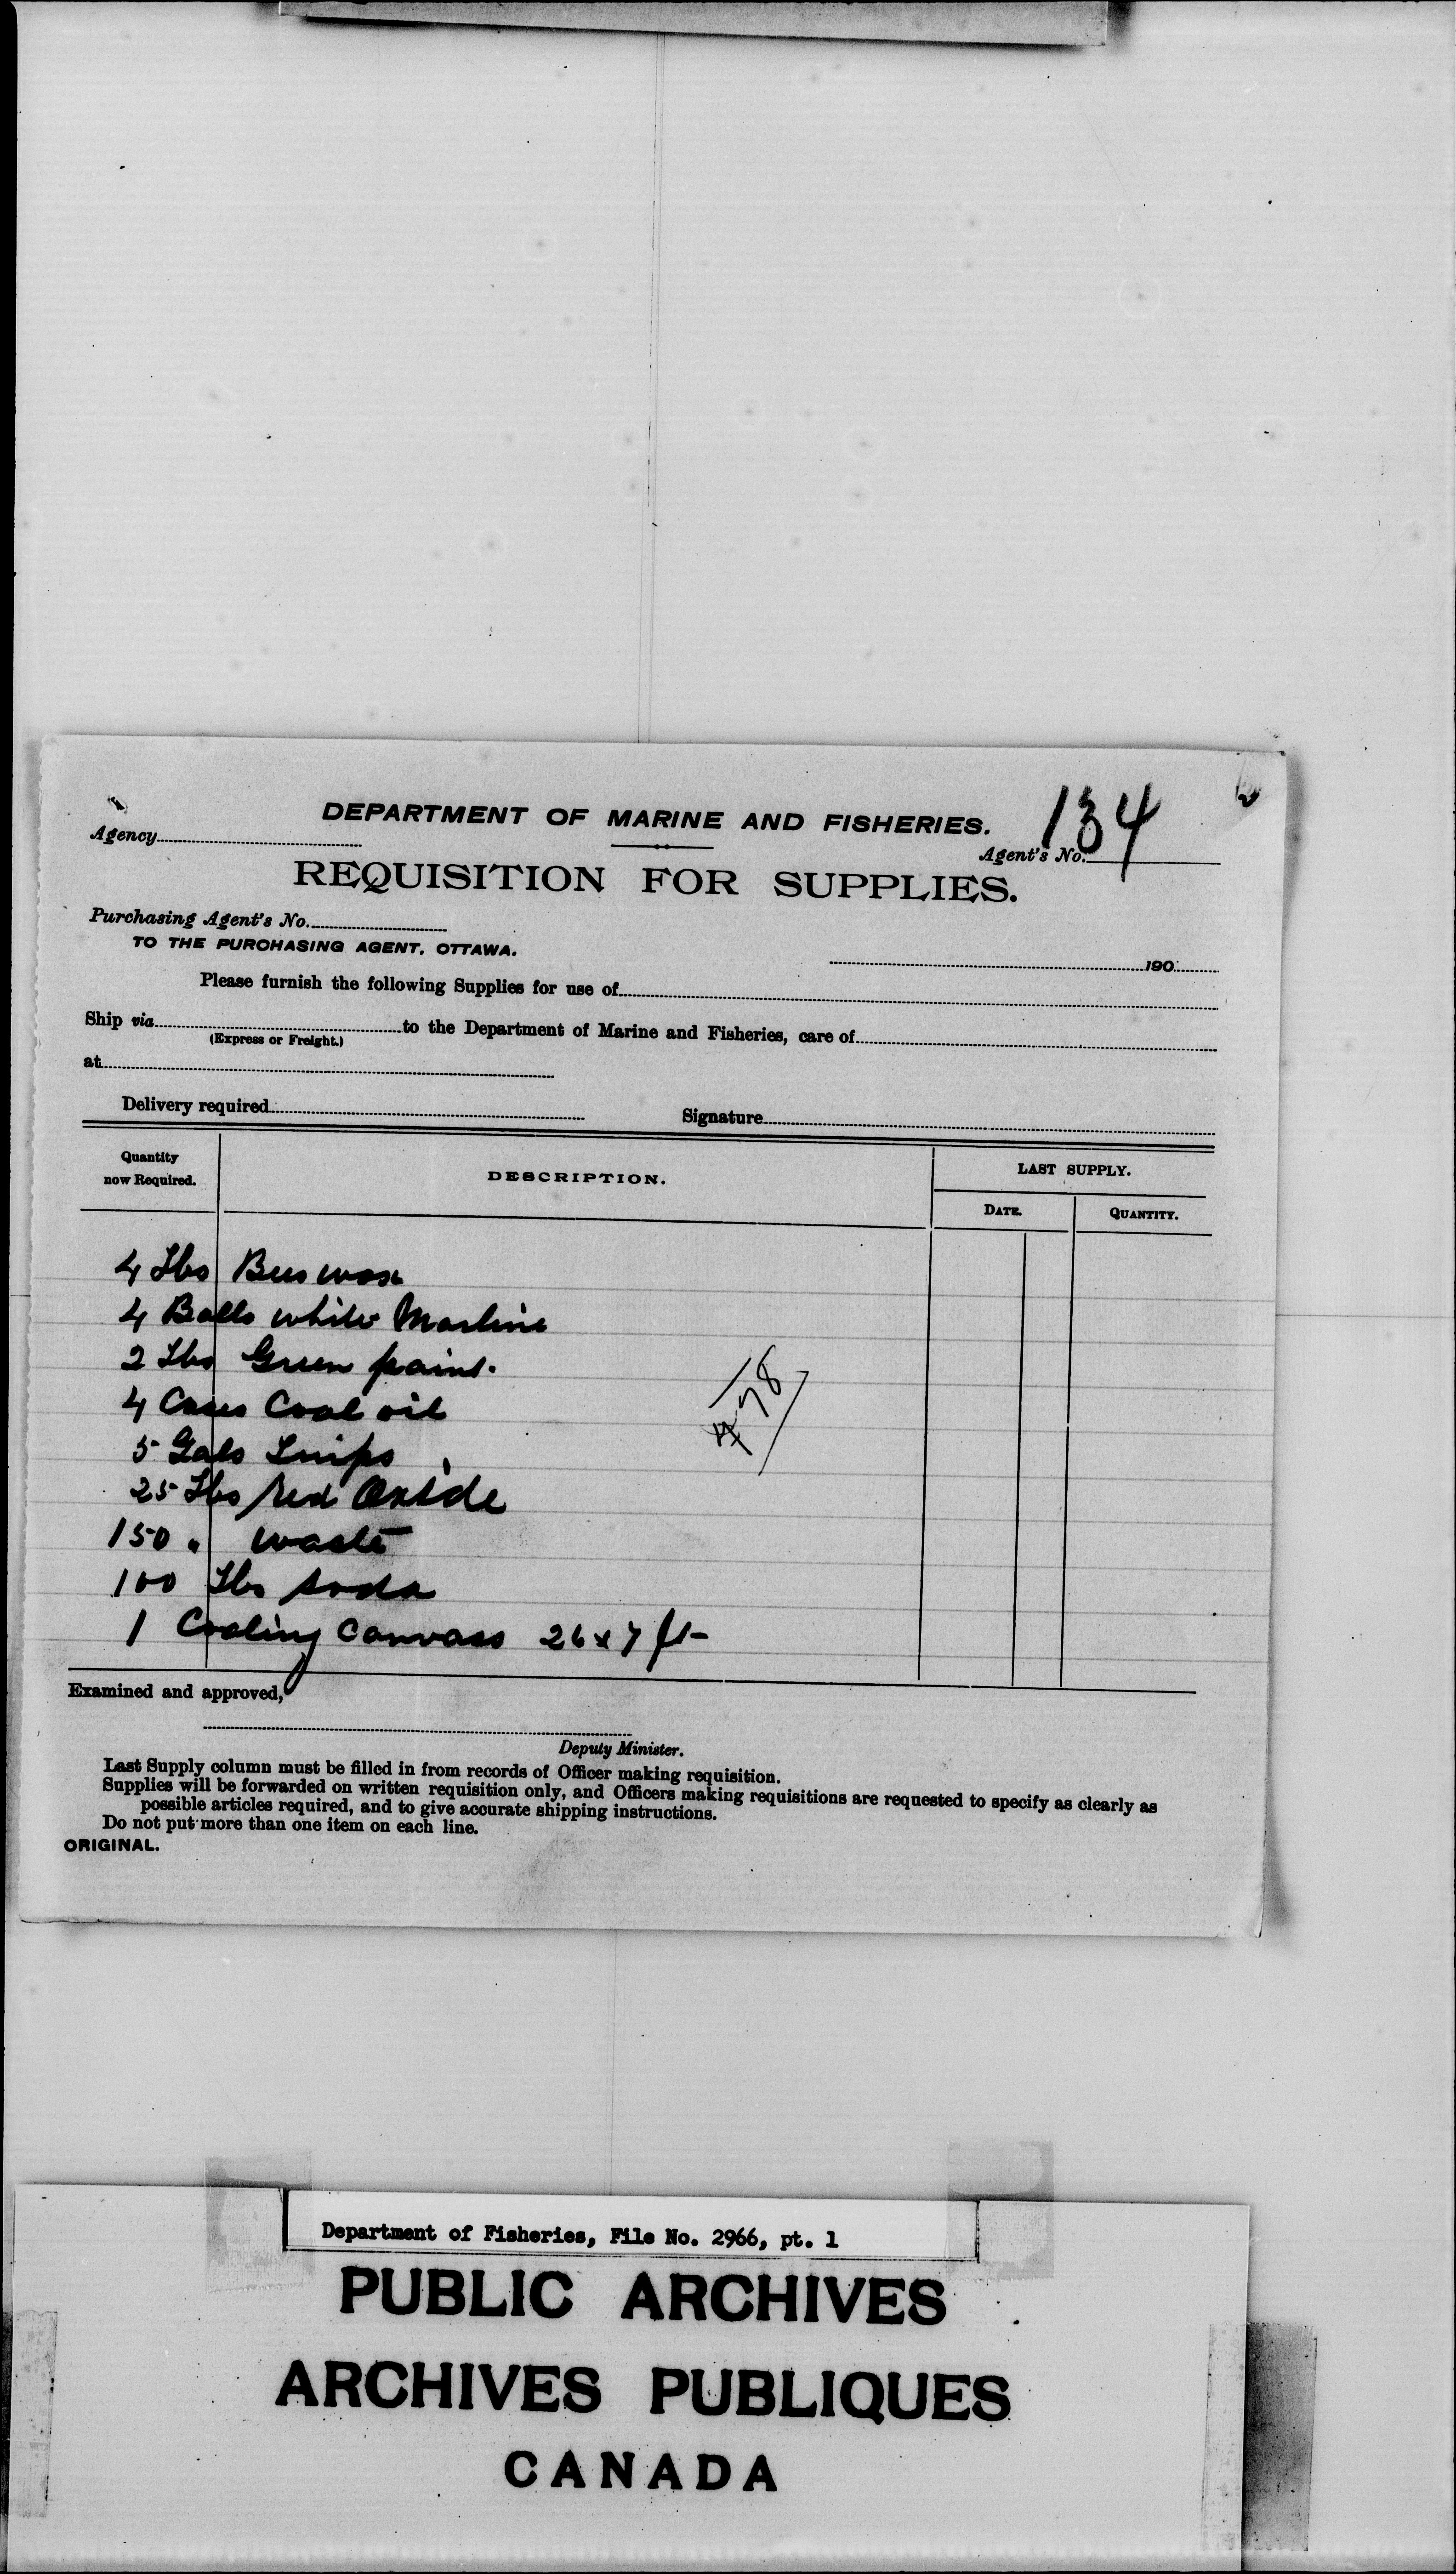 DEPARTMENT OF MARINE AND FISHERIES.
134
Agency
Agent's No.
REQUISITION FOR SUPPLIES.
Purchasing Agent's No.
TO THE PURCHASING AGENT, OTTAWA.
190
Please furnish the following Supplies for use of
Ship via to the Department of Marine and Fisheries, care of
(Express or Freight.)
at
Delivery required Signature
Quantity now Required. DESCRIPTION. LAST SUPPLY.
DATE. QUANTITY.
4 Lbs Bees wax
4 Balls white Marline
2 Lbs Green paint.
478
4 Cases Coal oil
5 Gals
25 Lbs red Oxide
150 " waste
100 Lbs soda
1 Cooling Canvass 26 x 7 ft
Examined and approved,
Deputy Minister.
Last Supply column must be filled in from records of Officer making requisition.
Supplies will be forwarded on written requisition only, and Officers making requisitions are requested to specify as clearly as
possible articles required, and to give accurate shipping instructions.
Do not put more than one item on each line.
ORIGINAL.
Department of Fisheries, File No. 2966, pt. 1
PUBLIC ARCHIVES
ARCHIVES PUBLIQUES
CANADA